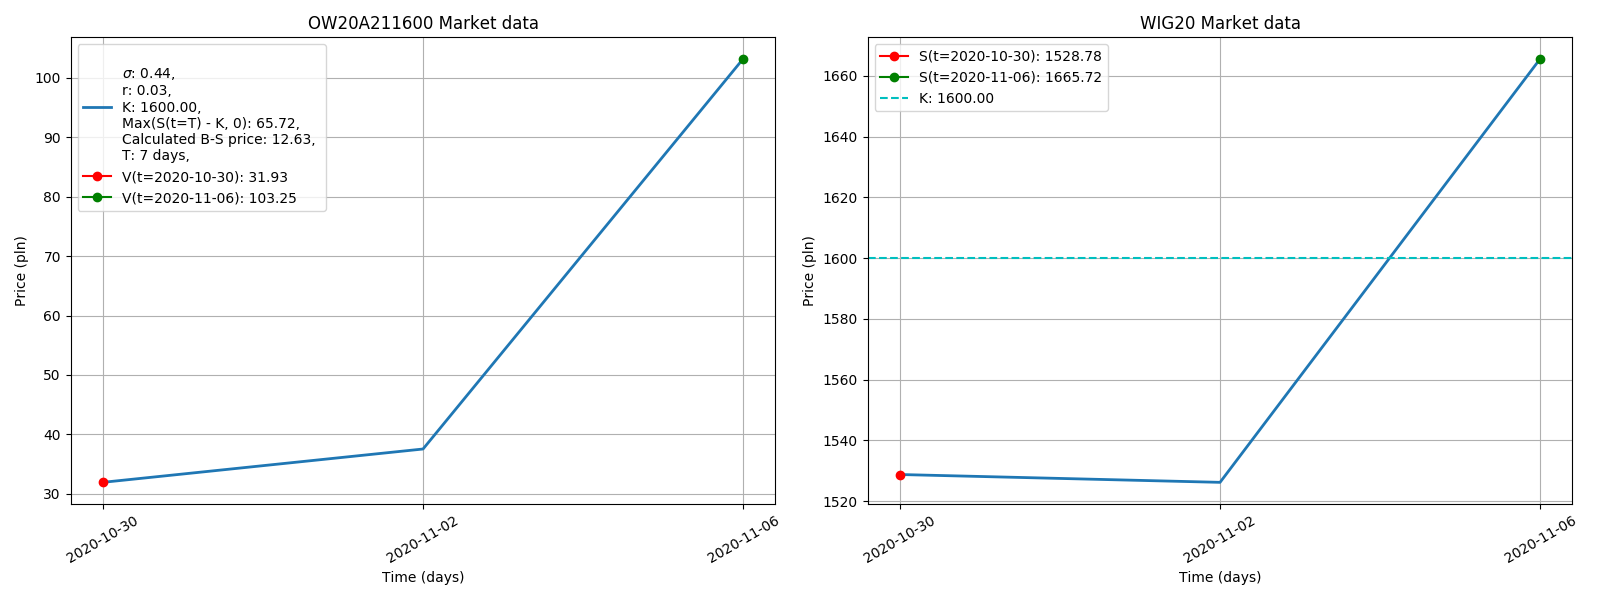 OW20A211600 Market data
σ: 0.44,
r: 0.03,
K: 1600.00,
Max(S(t=T) - K, 0): 65.72,
Calculated B-S price: 12.63,
T: 7 days,
V(t=2020-10-30): 31.93
V(t=2020-11-06): 103.25
100
90
80
70
60
50
40
30
Price (pln)
2020-10-30
2020-11-02
2020-11-06
Time (days)
WIG20 Market data
S(t=2020-10-30): 1528.78
S(t=2020-11-06): 1665.72
K: 1600.00
1660
1640
1620
1600
1580
1560
1540
1520
Price (pln)
2020-10-30
2020-11-02
2020-11-06
Time (days)